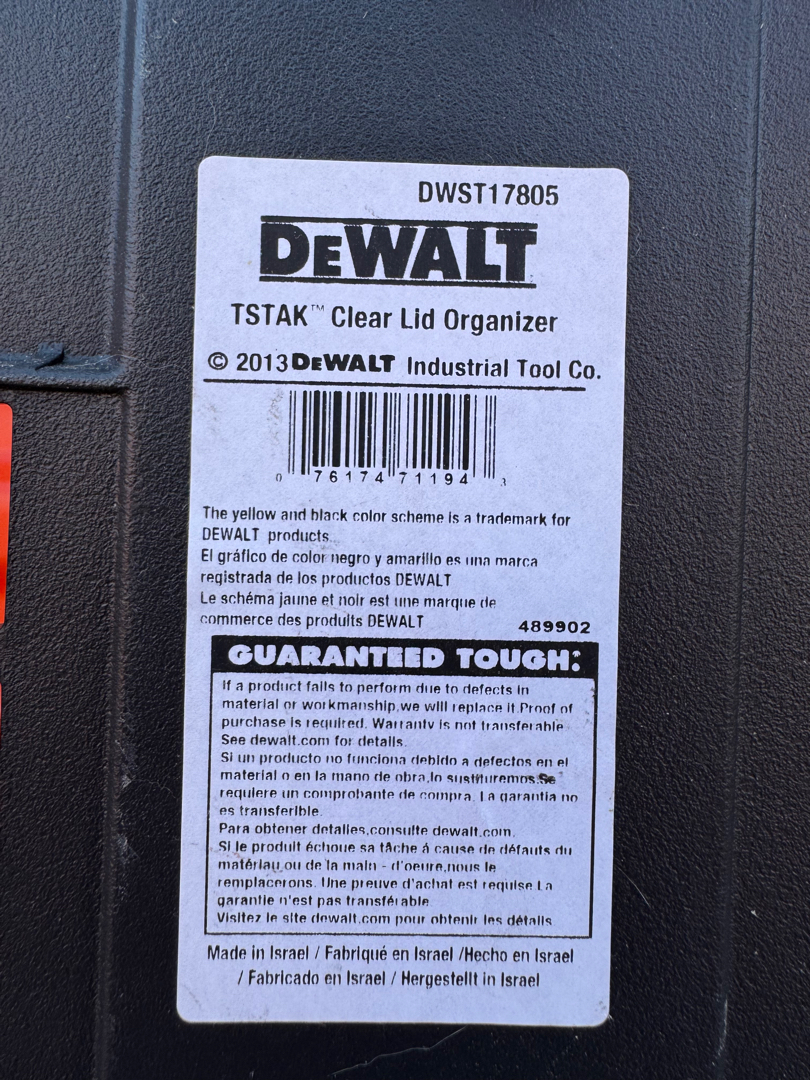 DWST17805
DEWALT
TSTAK™ Clear Lid Organizer
© 2013 DEWALT Industrial Tool Co.
0 76174 71194 3
The yellow and black color scheme is a trademark for
DEWALT products
El gráfico de color negro y amarillo es una marca
registrada de los productos DEWALT
Le schéma jaune et noir est une marque de
commerce des produits DEWALT
489902
GUARANTEED TOUGH:
If a product fails to perform due to defects in
material or workmanship,we will replace it.Proof of
purchase is required. Warranty is not transferable
See dewalt.com for details.
Si un producto no funciona debido a defectos en el
material o en la mano de obra,lo sustituremos.Se
requiere un comprobante de compra. La garantia no
es transferible.
Para obtener detalles,consulte dewalt.com.
Si le produit échoue sa tâche á cause de défauts du
matériau ou de la main - d'oeure,nous le
remplacerons. Une preuve d'achat est requise.La
garantie n'est pas transférable.
Visitez le site dewalt.com pour obtenir les détails
Made in Israel / Fabriqué en Israel /Hecho en Israel
/ Fabricado en Israel / Hergestellt in Israel